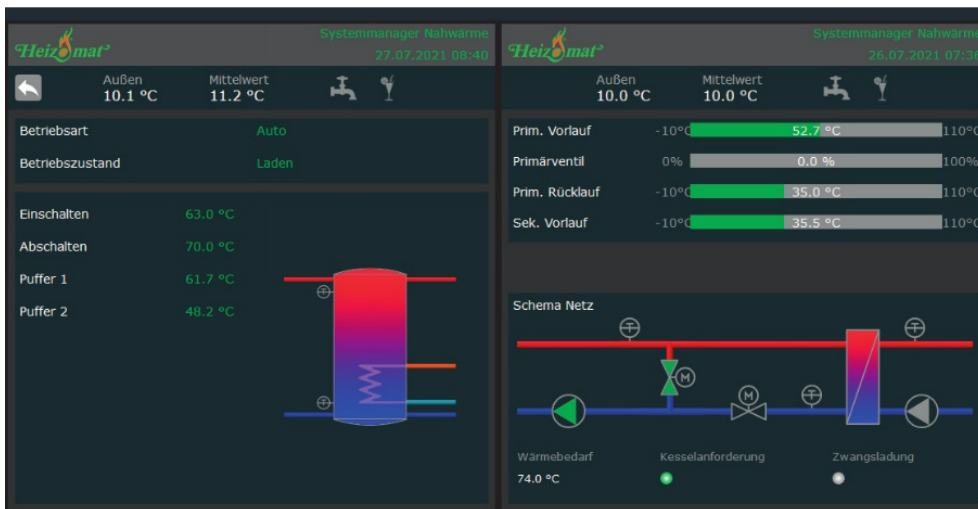 Heizomat
Systemmanager Nahwärme
27.07.2021 08:40
Außen
10.1 °C
Mittelwert
11.2 °C
Betriebsart Auto
Betriebszustand Laden
Einschalten 63.0 °C
Abschalten 70.0 °C
Puffer 1 61.7 °C
Puffer 2 48.2 °C
T
T
Heizomat
Systemmanager Nahwärme
26.07.2021 07:36
Außen
10.0 °C
Mittelwert
10.0 °C
Prim. Vorlauf -10°C 52.7 °C 110°C
Primärventil 0% 0.0 % 100%
Prim. Rücklauf -10°C 35.0 °C 110°C
Sek. Vorlauf -10°C 35.5 °C 110°C
Schema Netz
T
T
M
M
T
Wärmebedarf Kesselanforderung Zwangsladung
74.0 °C